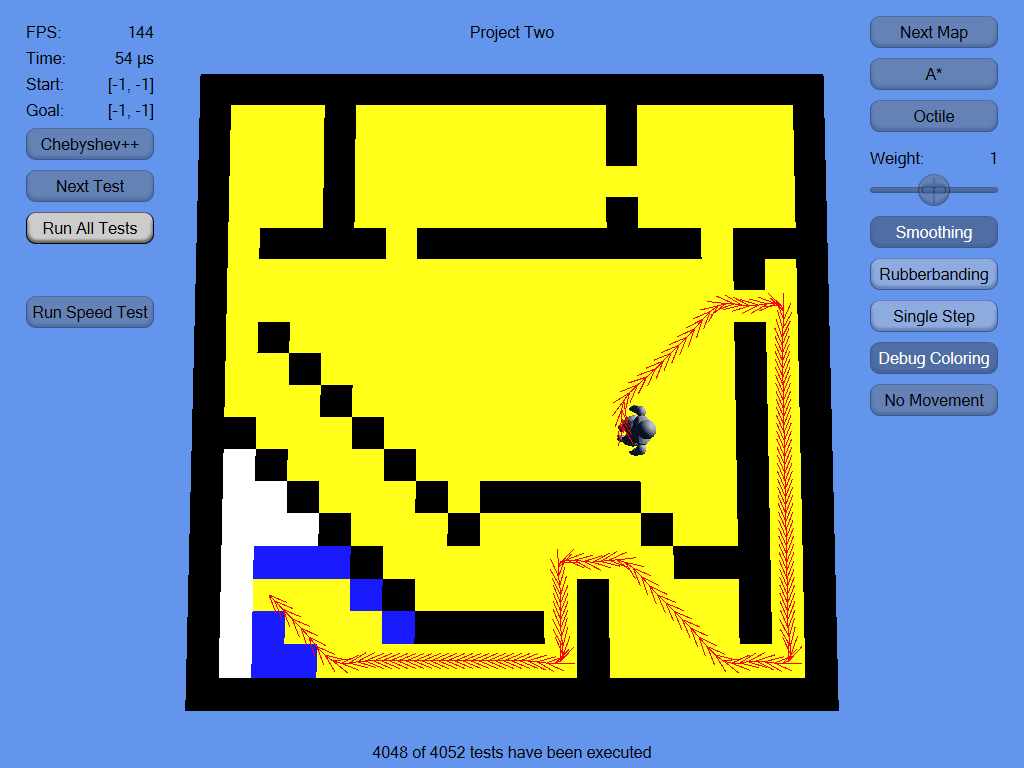 FPS: 144
Time: 54 µs
Start: [-1, -1]
Goal: [-1, -1]
Chebyshev++
Next Test
Run All Tests
Run Speed Test
Project Two
Next Map
A*
Octile
Weight: 1
Smoothing
Rubberbanding
Single Step
Debug Coloring
No Movement
4048 of 4052 tests have been executed